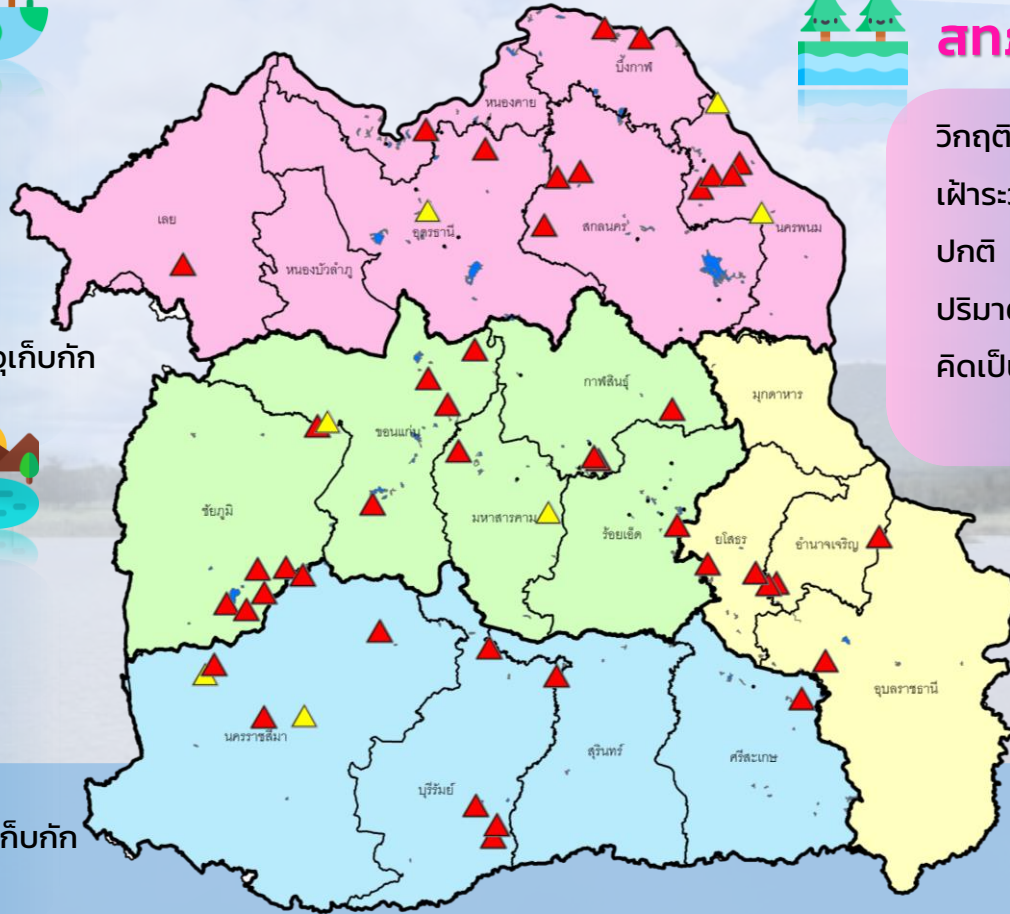 สทภ
บึงกาฬ
หนองคาย
วิกฤติ
เฝ้าระวั
ปกติ
ปริมาต
คิดเป็น
เลย
อุดรธานี
สกลนคร
นครพนม
หนองบัวลำภู
ุเก็บกัก
กาฬสินธุ์
มุกดาหาร
ขอนแก่น
ชัยภูมิ
มหาสารคาม
ร้อยเอ็ด
ยโสธร
อำนาจเจริญ
อุบลราชธานี
นครราชสีมา
สุรินทร์
ศรีสะเกษ
บุรีรัมย์
ก็บกัก